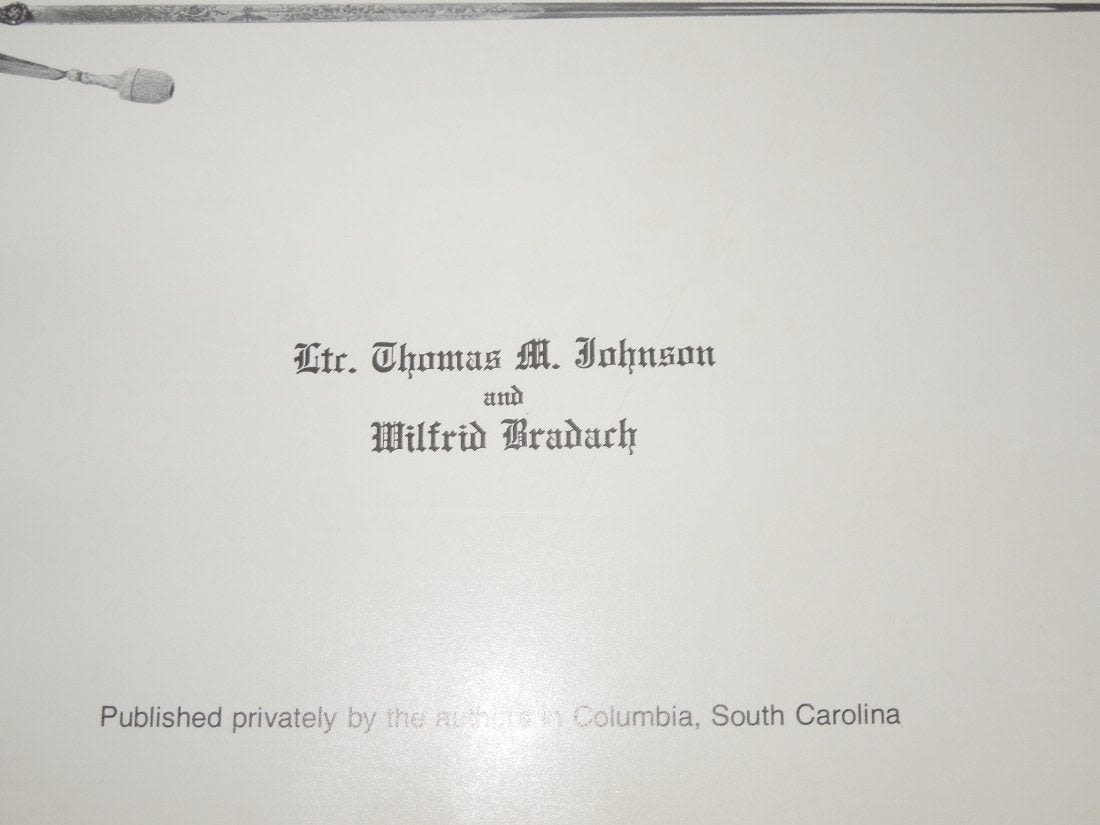 Ltc. Thomas M. Johnson
and
Wilfrid Bradach
Published privately by the authors in Columbia, South Carolina